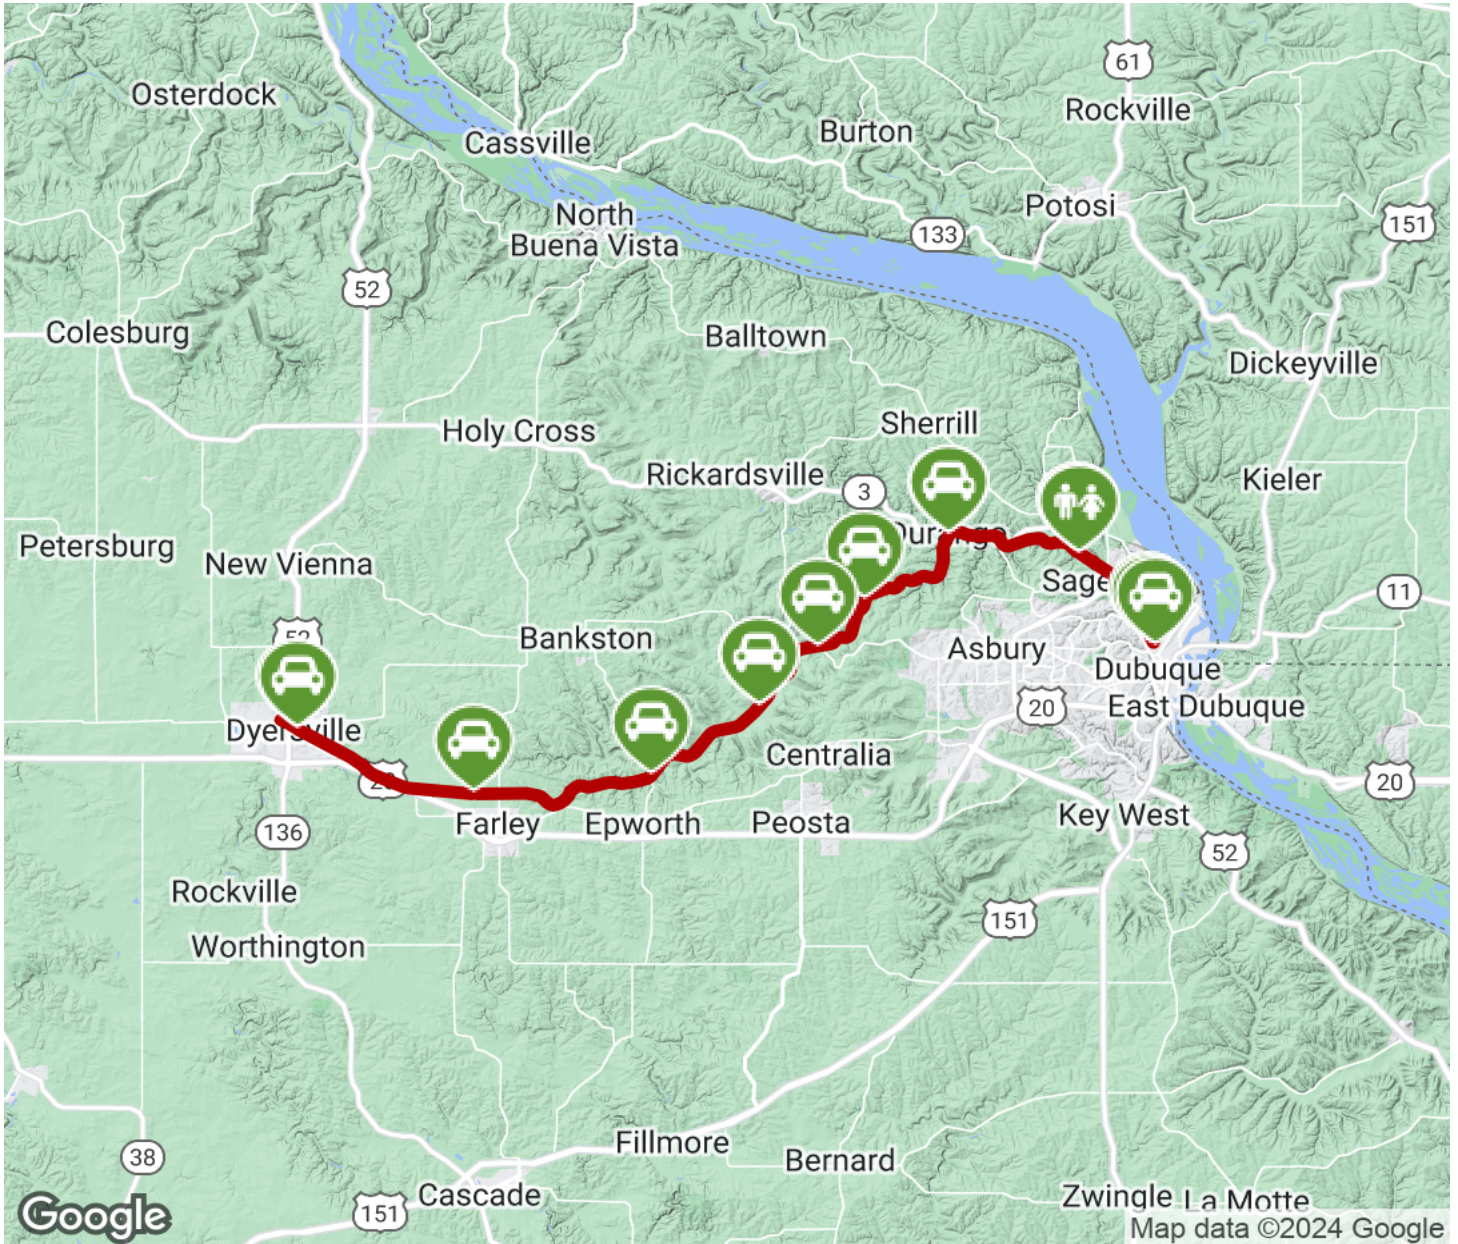 61
Osterdock
Rockville
Burton
Cassville
Potosi
North
Buena Vista
151
133
52
Colesburg
Balltown
Dickeyville
Sherrill
Holy Cross
Rickardsville
Kieler
3
Durango
Petersburg
New Vienna
Sage
11
52
Bankston
Asbury
Dubuque
20
East Dubuque
Dyersville
Centralia
20
Farley
Epworth
Peosta
Key West
136
52
Rockville
151
Worthington
Fillmore
38
Bernard
Cascade
Zwingle
La Motte
151
Google
Map data ©2024 Google